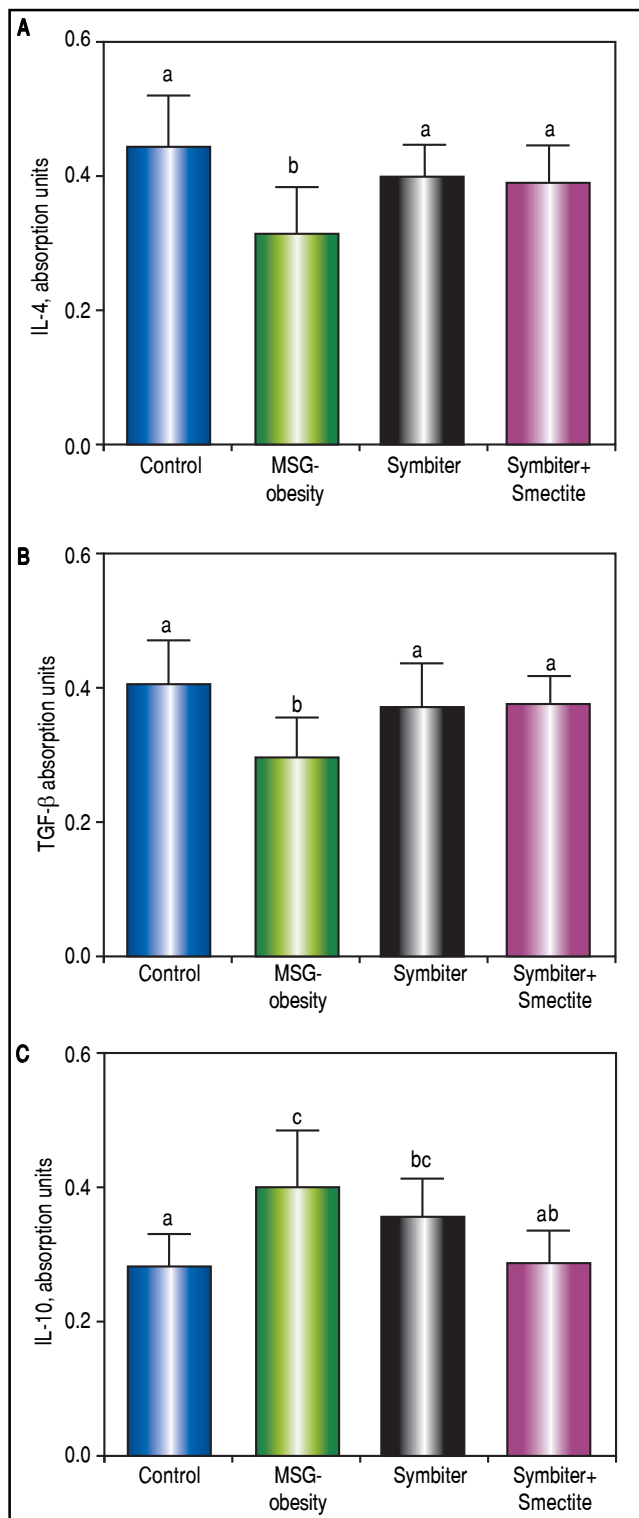 A
0.6
a
a
a
b
0.4
IL-4, absorption units
0.2
0.0
Control
MSG-
obesity
Symbiter
Symbiter+
Smectite
B
0.6
a
a
a
b
0.4
TGF-β absorption units
0.2
0.0
Control
MSG-
obesity
Symbiter
Symbiter+
Smectite
C
0.6
c
bc
ab
a
0.4
IL-10, absorption units
0.2
0.0
Control
MSG-
obesity
Symbiter
Symbiter+
Smectite